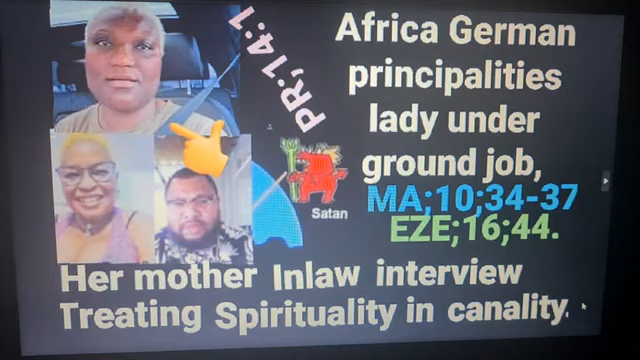 PR;14:1
Africa German
principalities
lady under
ground job,
MA;10;34-37
EZE;16;44.
Satan
Her mother Inlaw interview
Treating Spirituality in canality.